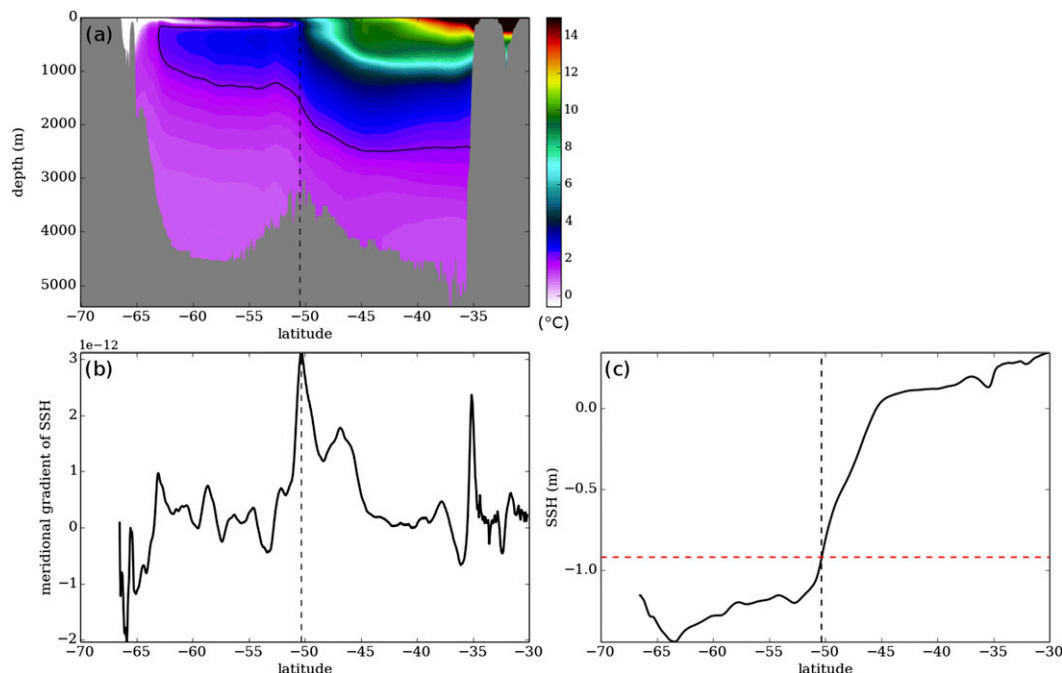 (a)
0
1000
2000
3000
4000
5000
depth (m)
−70 −65 −60 −55 −50 −45 −40 −35 −30
latitude
14
12
10
8
6
4
2
0
(°C)
1e−12
(b)
3
2
1
0
−1
−2
meridional gradient of SSH
−70 −65 −60 −55 −50 −45 −40 −35 −30
latitude
(c)
0.0
−0.5
−1.0
SSH (m)
−70 −65 −60 −55 −50 −45 −40 −35 −30
latitude